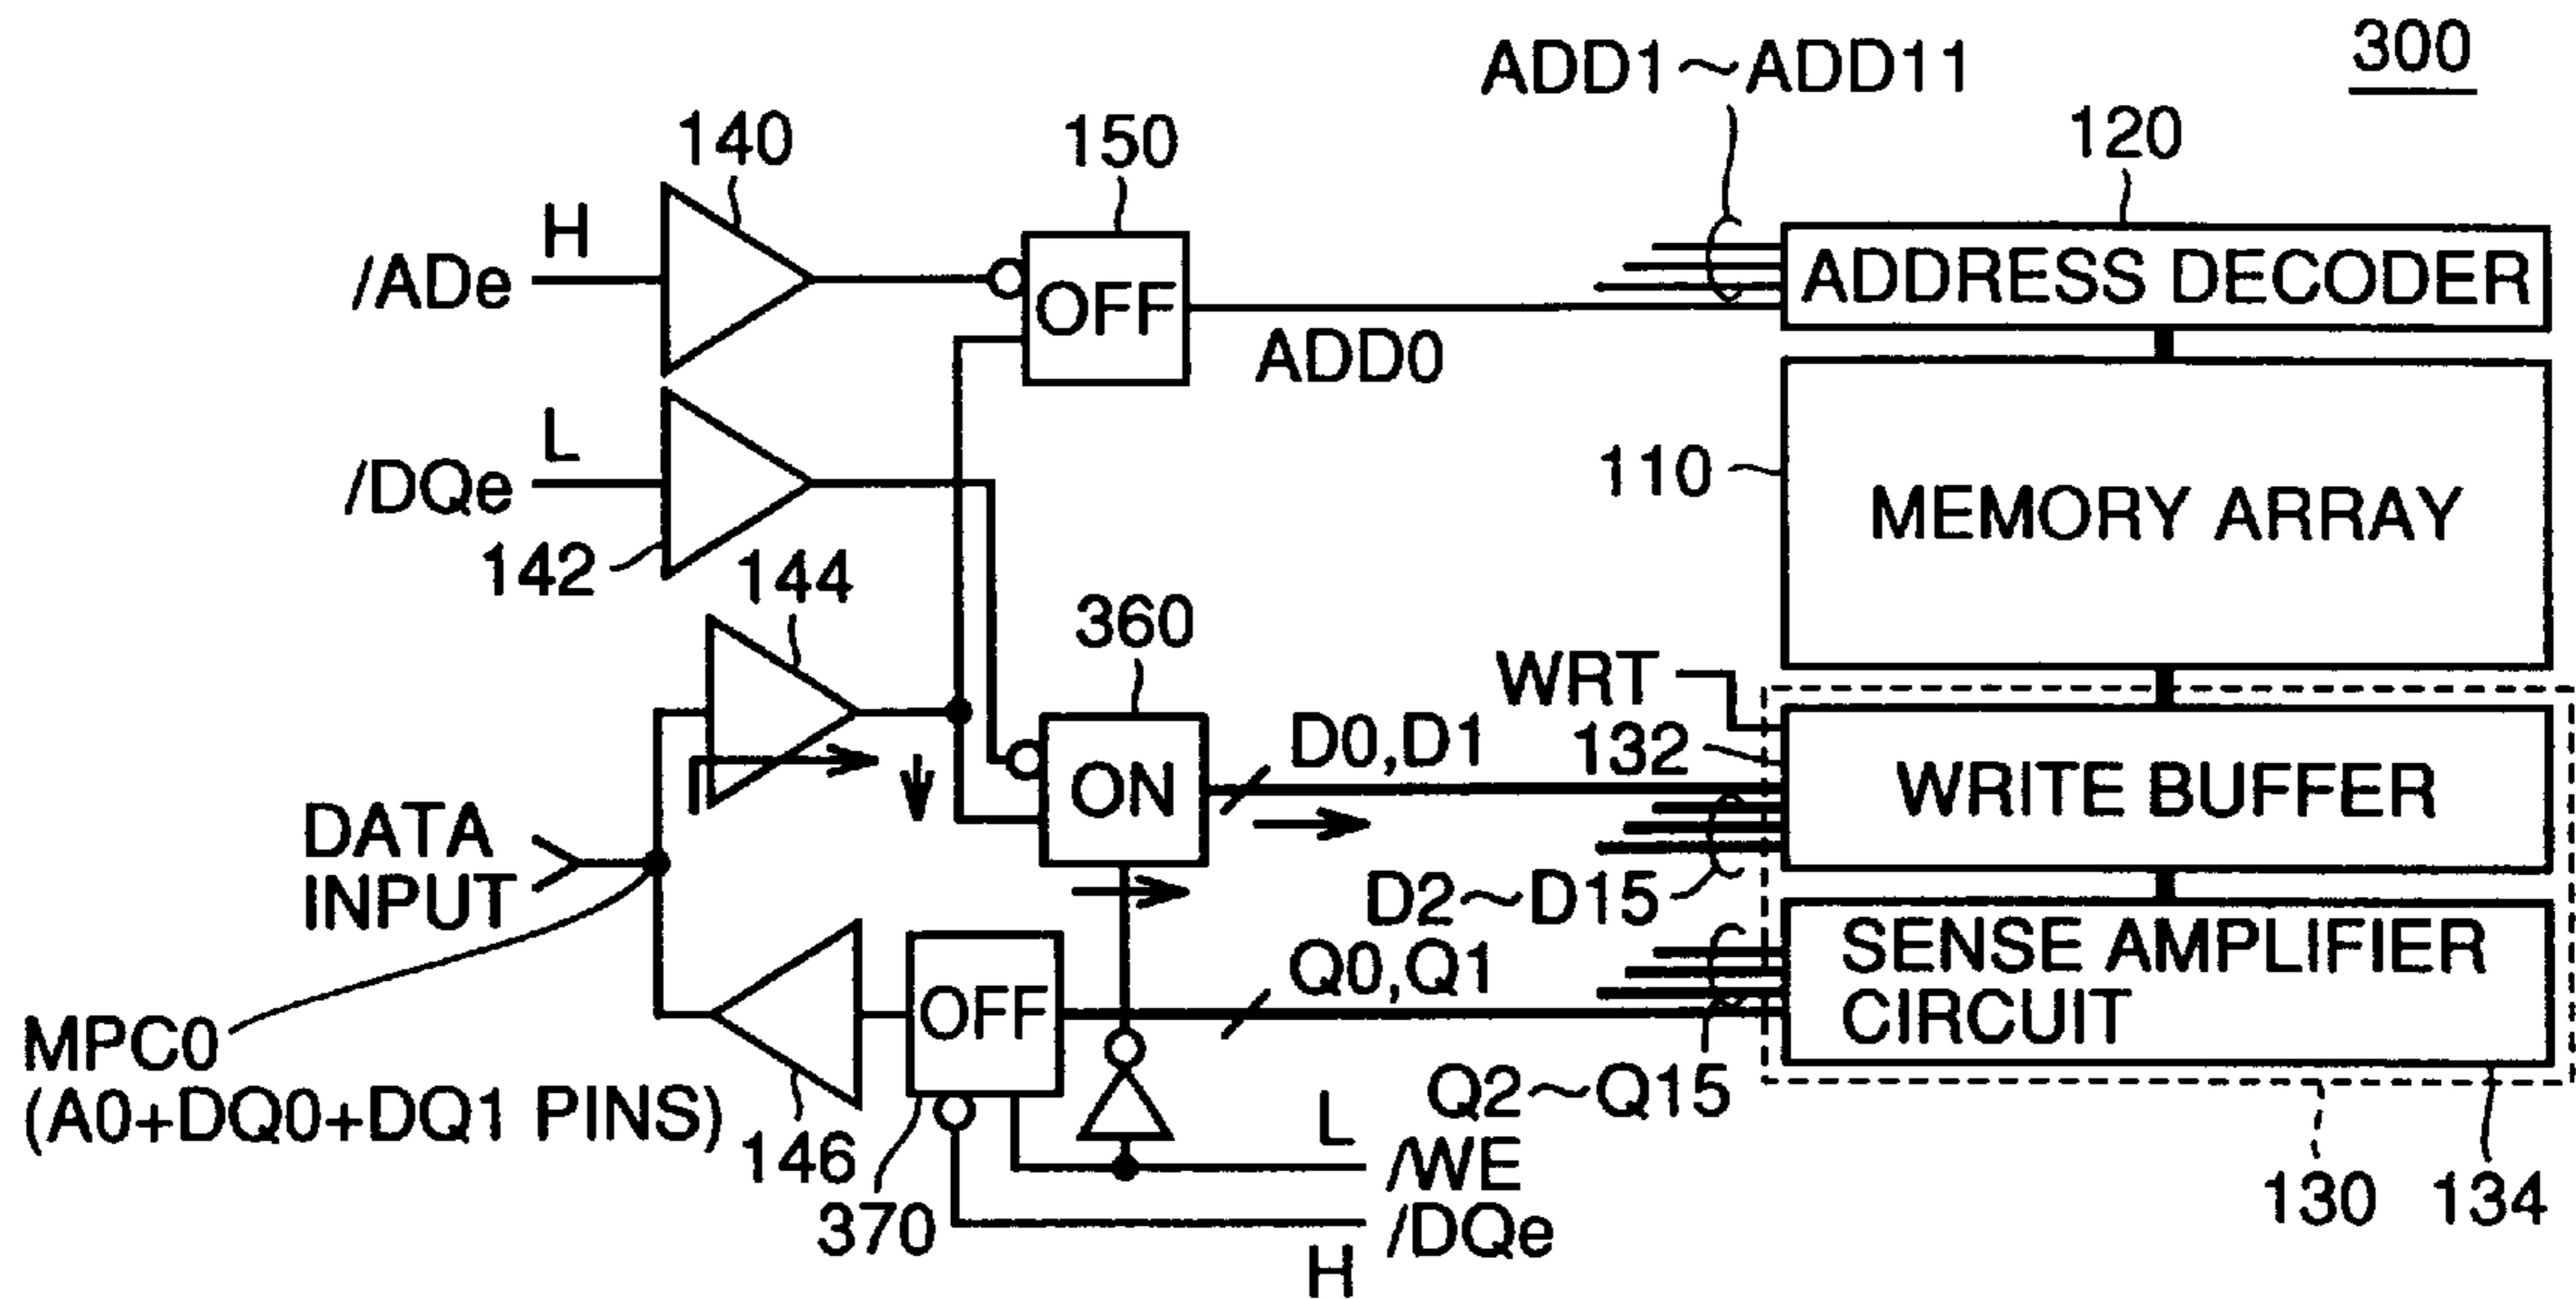 300
ADD1~ADD11
140
150
120
H
/ADe
OFF
ADDRESS DECODER
ADD0
L
/DQe
142
144
110
MEMORY ARRAY
360
WRT
132
D0,D1
ON
WRITE BUFFER
DATA
INPUT
D2~D15
Q0,Q1
OFF
SENSE AMPLIFIER
CIRCUIT
MPC0
(A0+DQ0+DQ1 PINS)
146
370
Q2~Q15
L
/WE
/DQe
H
130
134